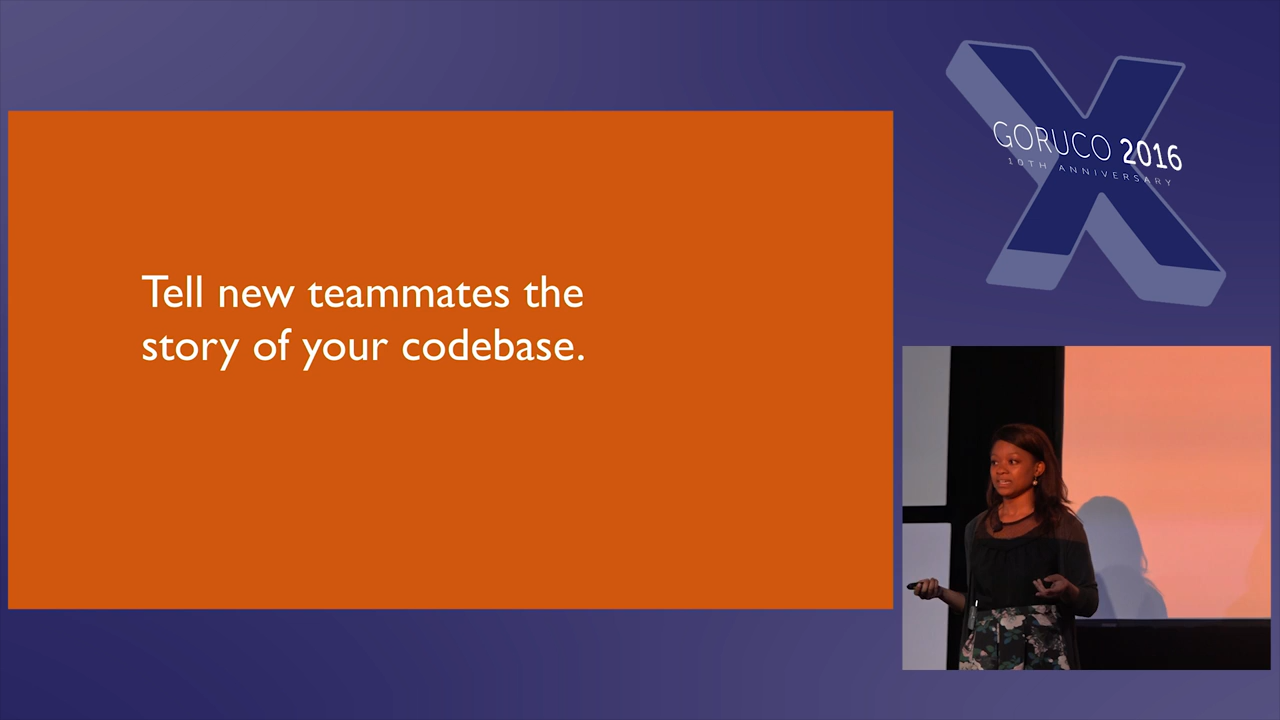 Tell new teammates the
story of your codebase.
GORUCO 2016
10TH ANNIVERSARY